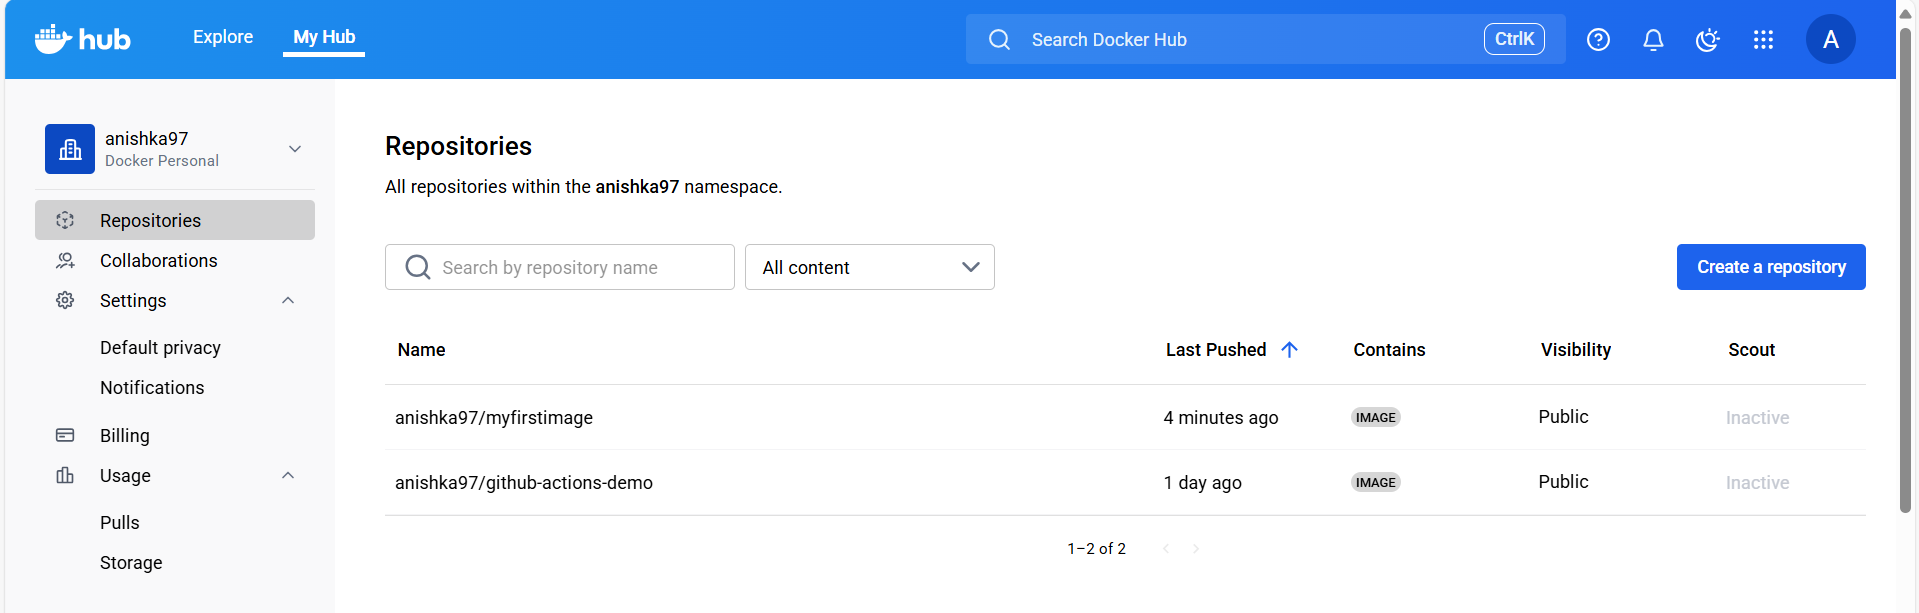 hub Explore My Hub Search Docker Hub CtrlK A
anishka97
Docker Personal
Repositories
Collaborations
Settings
Default privacy
Notifications
Billing
Usage
Pulls
Storage
Repositories
All repositories within the anishka97 namespace.
Search by repository name All content Create a repository
Name Last Pushed Contains Visibility Scout
anishka97/myfirstimage 4 minutes ago IMAGE Public Inactive
anishka97/github-actions-demo 1 day ago IMAGE Public Inactive
1–2 of 2